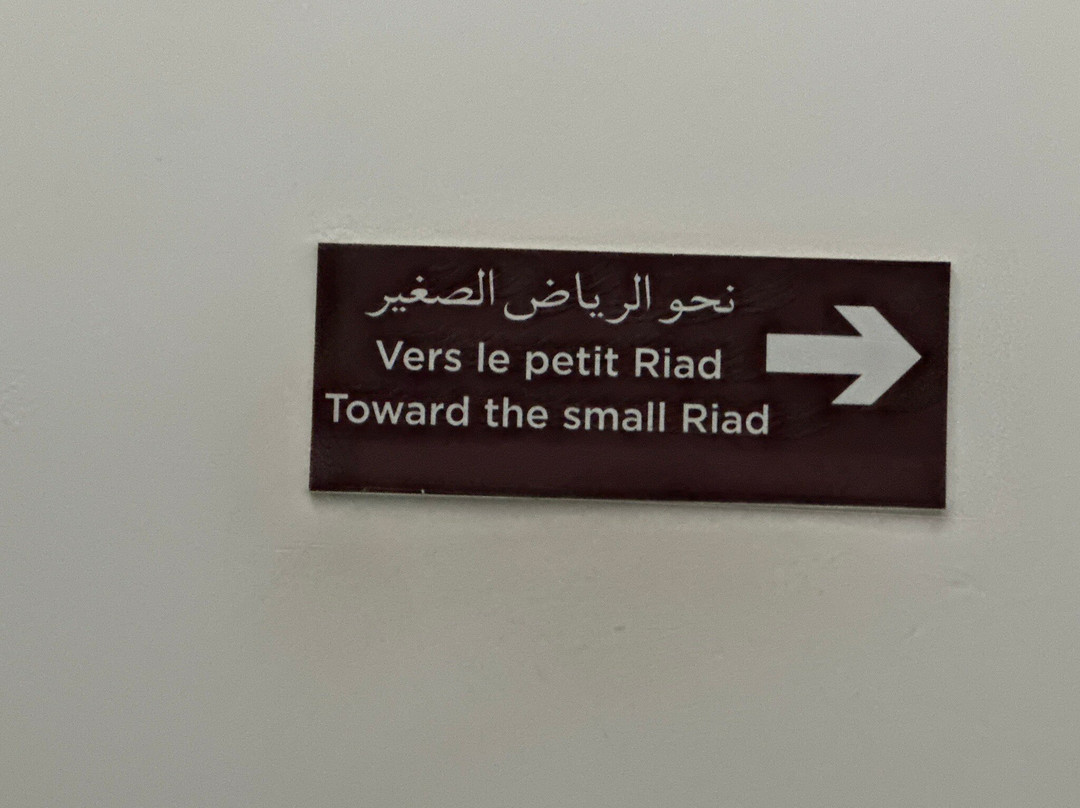 نحو الرياض الصغير
Vers le petit Riad
Toward the small Riad